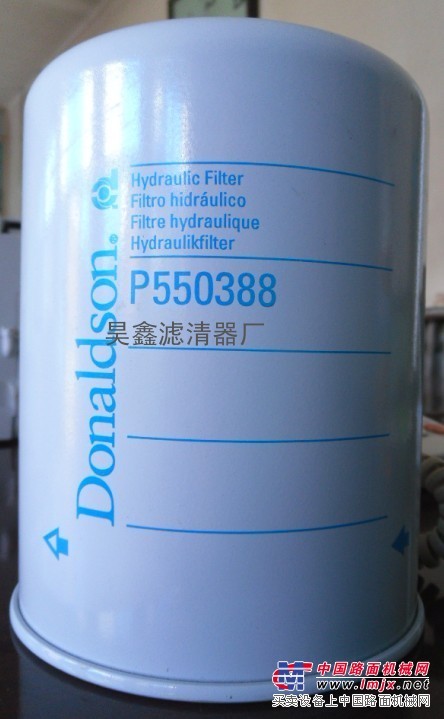 Donaldson®
Hydraulic Filter
Filtro hidráulico
Filtre hydraulique
Hydraulikfilter
P550388
昊鑫滤清器厂
中国路面机械网
www.lmjx.net
买卖设备上中国路面机械网